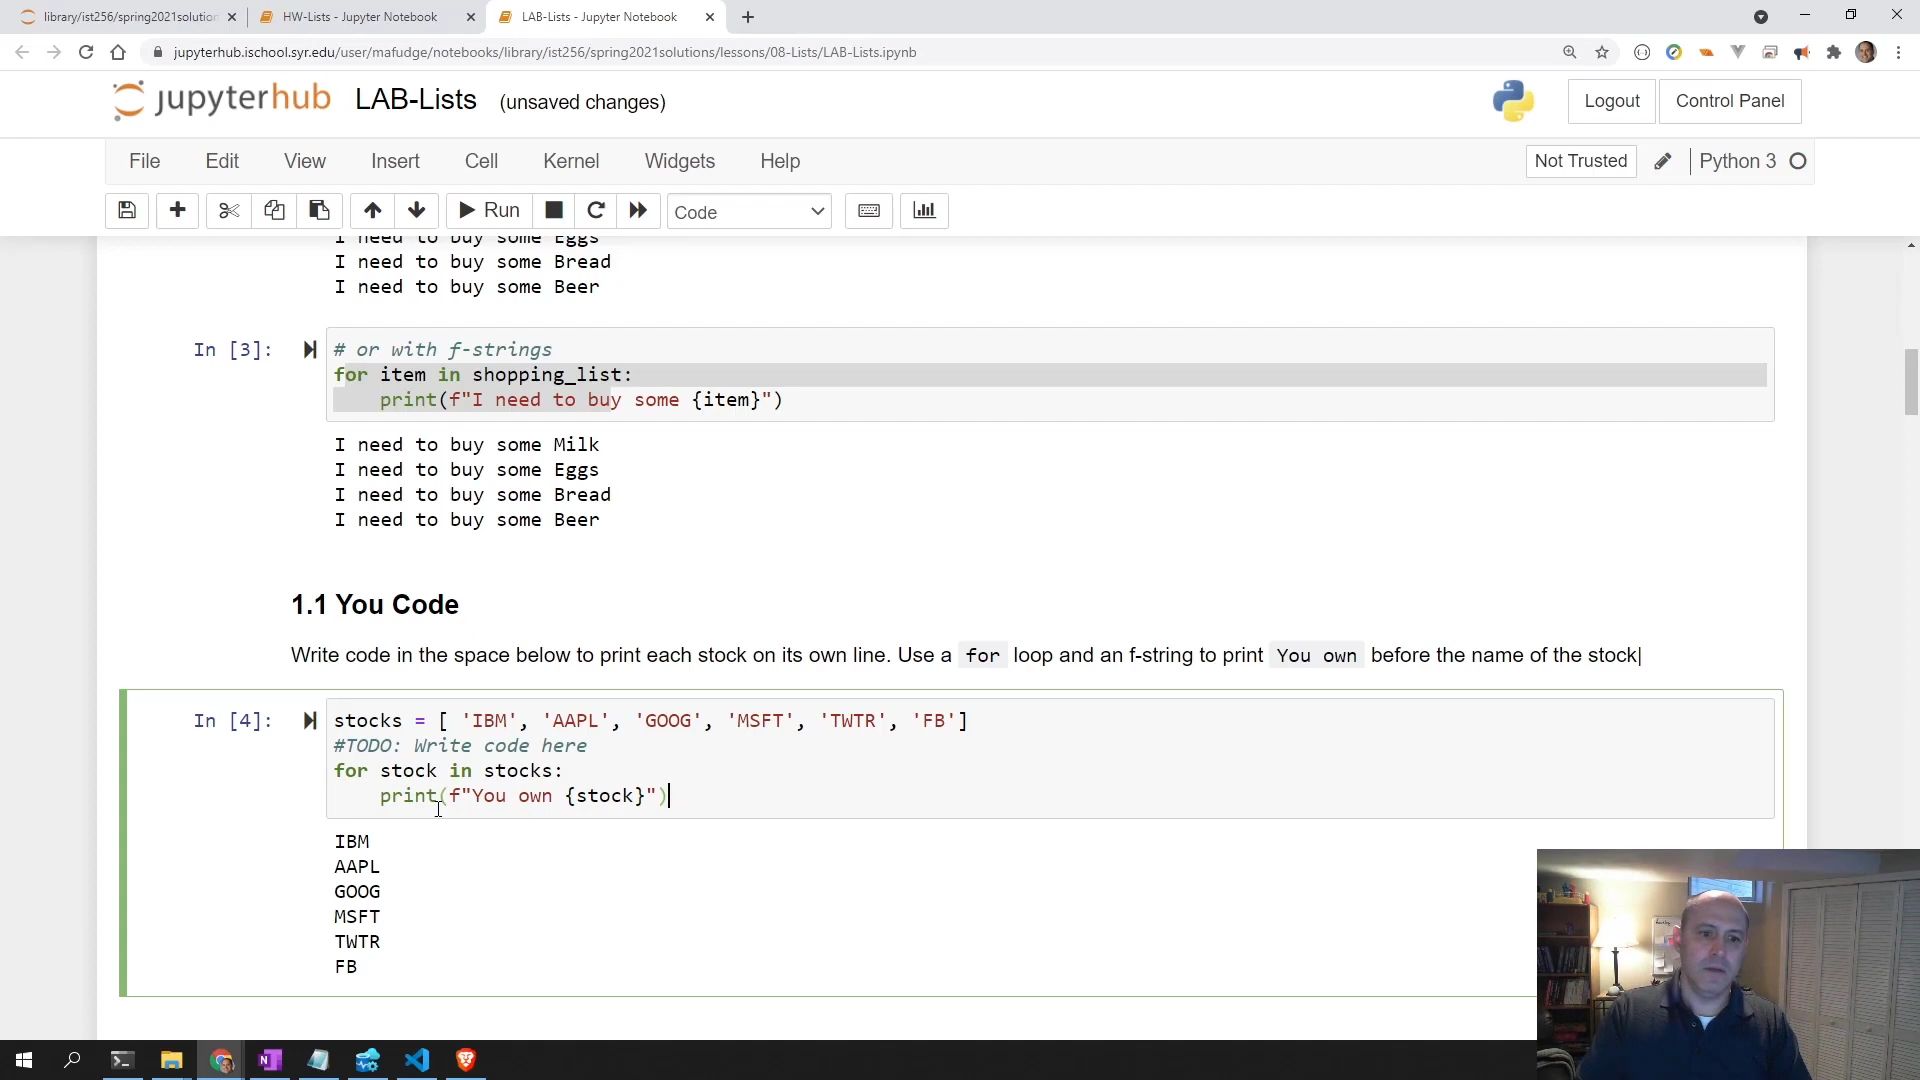 library/ist256/spring2021solution
HW-Lists - Jupyter Notebook
LAB-Lists - Jupyter Notebook
jupyterhub.ischool.syr.edu/user/mafudge/notebooks/library/ist256/spring2021solutions/lessons/08-Lists/LAB-Lists.ipynb
jupyterhub LAB-Lists (unsaved changes)
Logout
Control Panel
File Edit View Insert Cell Kernel Widgets Help
Not Trusted
Python 3
Run
Code
I need to buy some Eggs
I need to buy some Bread
I need to buy some Beer
In [3]:
# or with f-strings
for item in shopping_list:
    print(f"I need to buy some {item}")
I need to buy some Milk
I need to buy some Eggs
I need to buy some Bread
I need to buy some Beer
1.1 You Code
Write code in the space below to print each stock on its own line. Use a for loop and an f-string to print You own before the name of the stock
In [4]:
stocks = [ 'IBM', 'AAPL', 'GOOG', 'MSFT', 'TWTR', 'FB']
#TODO: Write code here
for stock in stocks:
    print(f"You own {stock}")
IBM
AAPL
GOOG
MSFT
TWTR
FB